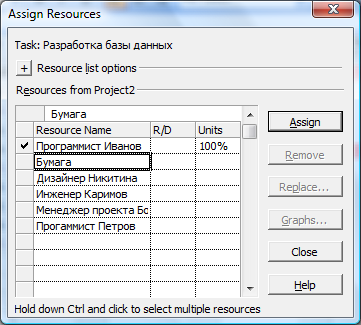 Assign Resources
Task: Разработка базы данных
+ Resource list options
Resources from Project2
Бумага
Resource Name R/D Units
Программист Иванов 100%
Бумага
Дизайнер Никитина
Инженер Каримов
Менеджер проекта Бо
Прогаммист Петров
Assign
Remove
Replace...
Graphs...
Close
Help
Hold down Ctrl and click to select multiple resources